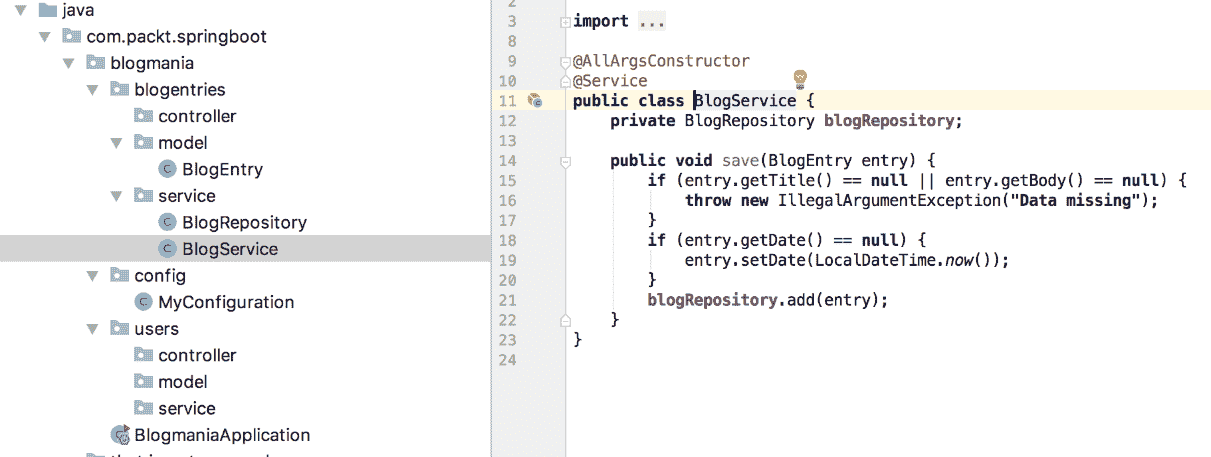 java
com.packt.springboot
blogmania
blogentries
controller
model
BlogEntry
service
BlogRepository
BlogService
config
MyConfiguration
users
controller
model
service
BlogmaniaApplication
2
3 import ...
8
9 @AllArgsConstructor
10 @Service
11 public class BlogService {
12 private BlogRepository blogRepository;
13
14 public void save(BlogEntry entry) {
15 if (entry.getTitle() == null || entry.getBody() == null) {
16 throw new IllegalArgumentException("Data missing");
17 }
18 if (entry.getDate() == null) {
19 entry.setDate(LocalDateTime.now());
20 }
21 blogRepository.add(entry);
22 }
23 }
24